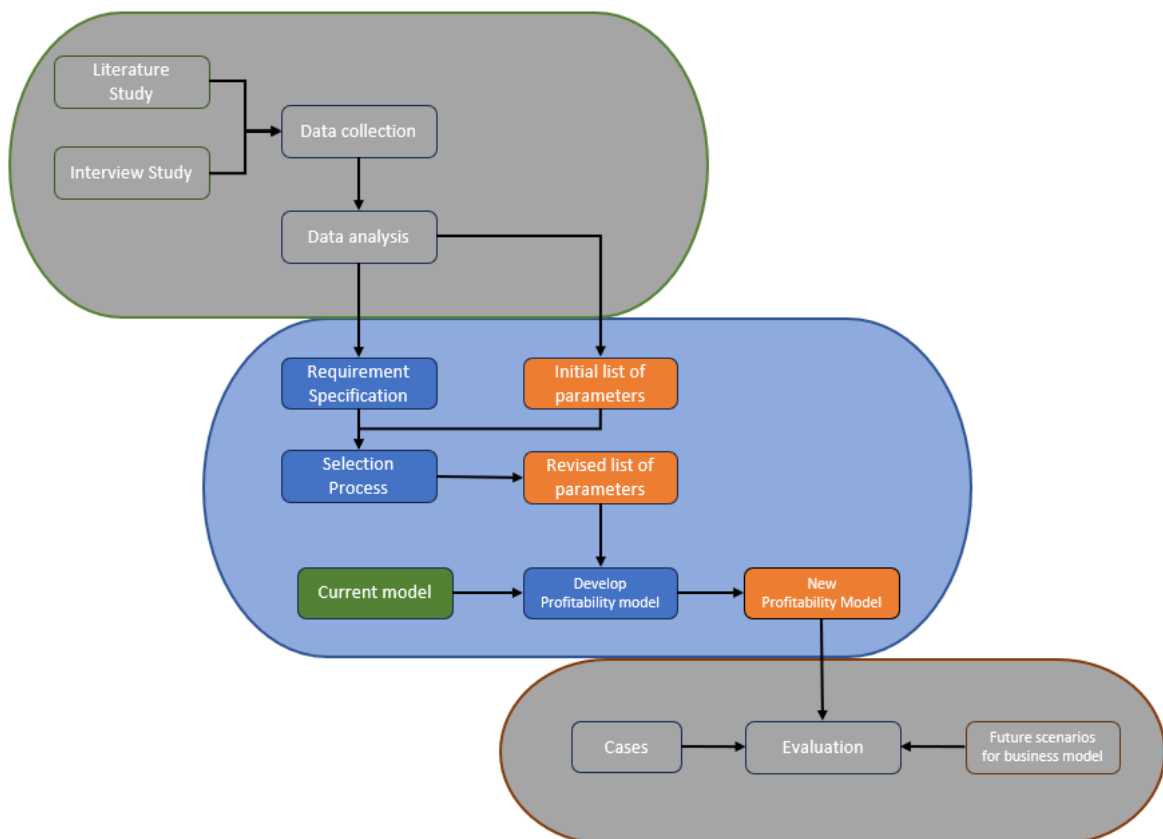 Literature
Study
Data collection
Interview Study
Data analysis
Requirement
Specification
Initial list of
parameters
Selection
Process
Revised list of
parameters
Current model
Develop
Profitability model
New
Profitability Model
Cases
Evaluation
Future scenarios
for business model